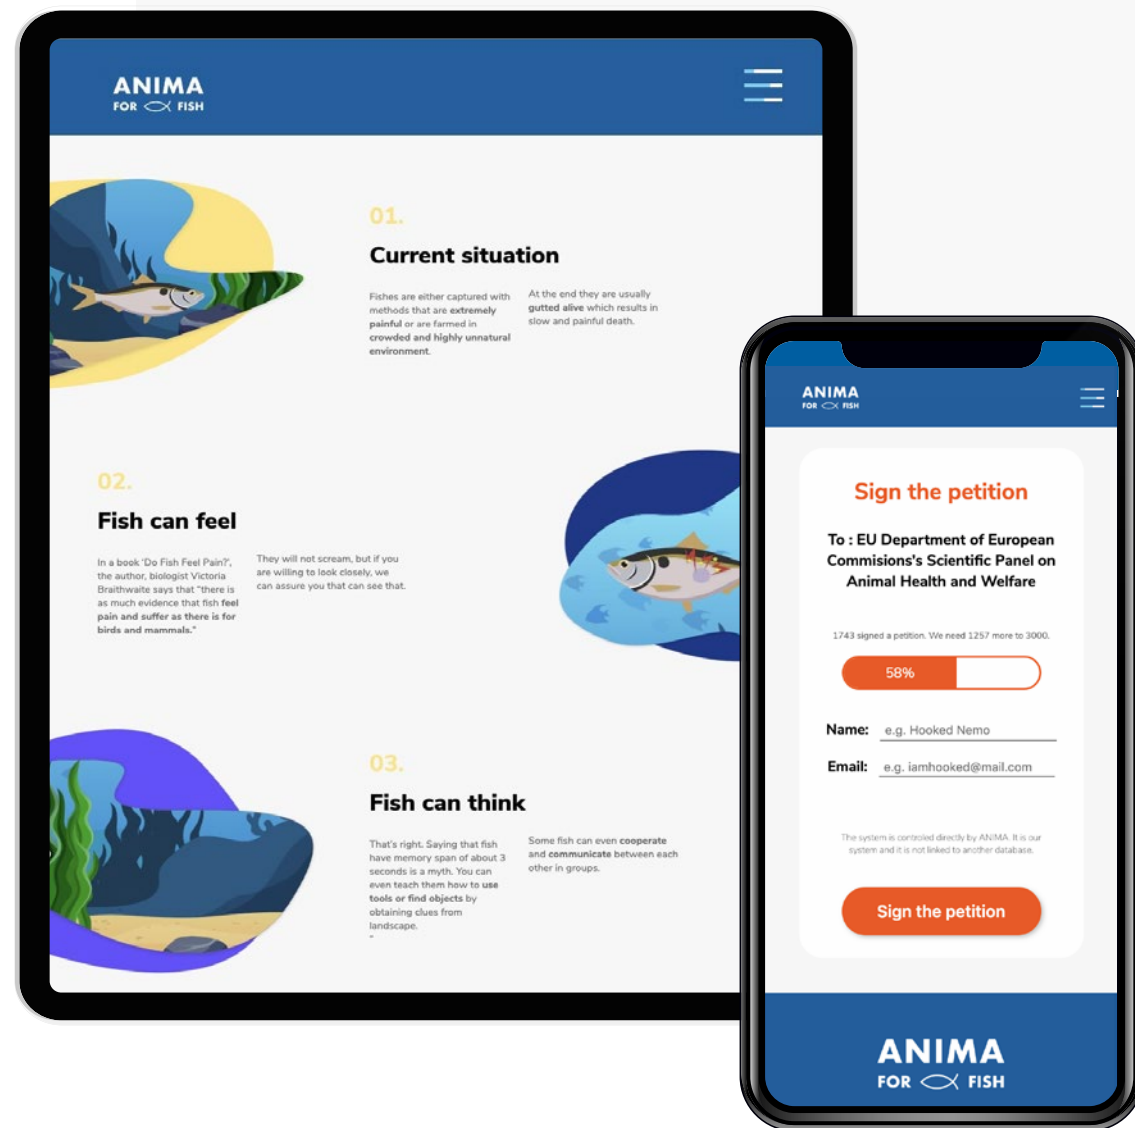 ANIMA
FOR FISH
01.
Current situation
Fishes are either captured with
methods that are extremely
painful or are farmed in
crowded and highly unnatural
environment.
At the end they are usually
gutted alive which results in
slow and painful death.
02.
Fish can feel
In a book 'Do Fish Feel Pain?',
the author, biologist Victoria
Braithwaite says that "there is
as much evidence that fish feel
pain and suffer as there is for
birds and mammals."
They will not scream, but if you
are willing to look closely, we
can assure you that can see that.
03.
Fish can think
That's right. Saying that fish
have memory span of about 3
seconds is a myth. You can
even teach them how to use
tools or find objects by
obtaining clues from
landscape.
"
Some fish can even cooperate
and communicate between each
other in groups.
ANIMA
FOR FISH
Sign the petition
To : EU Department of European
Commisions's Scientific Panel on
Animal Health and Welfare
1743 signed a petition. We need 1257 more to 3000.
58%
Name: e.g. Hooked Nemo
Email: e.g. iamhooked@mail.com
The system is controled directly by ANIMA. It is our
system and it is not linked to another database.
Sign the petition
ANIMA
FOR FISH